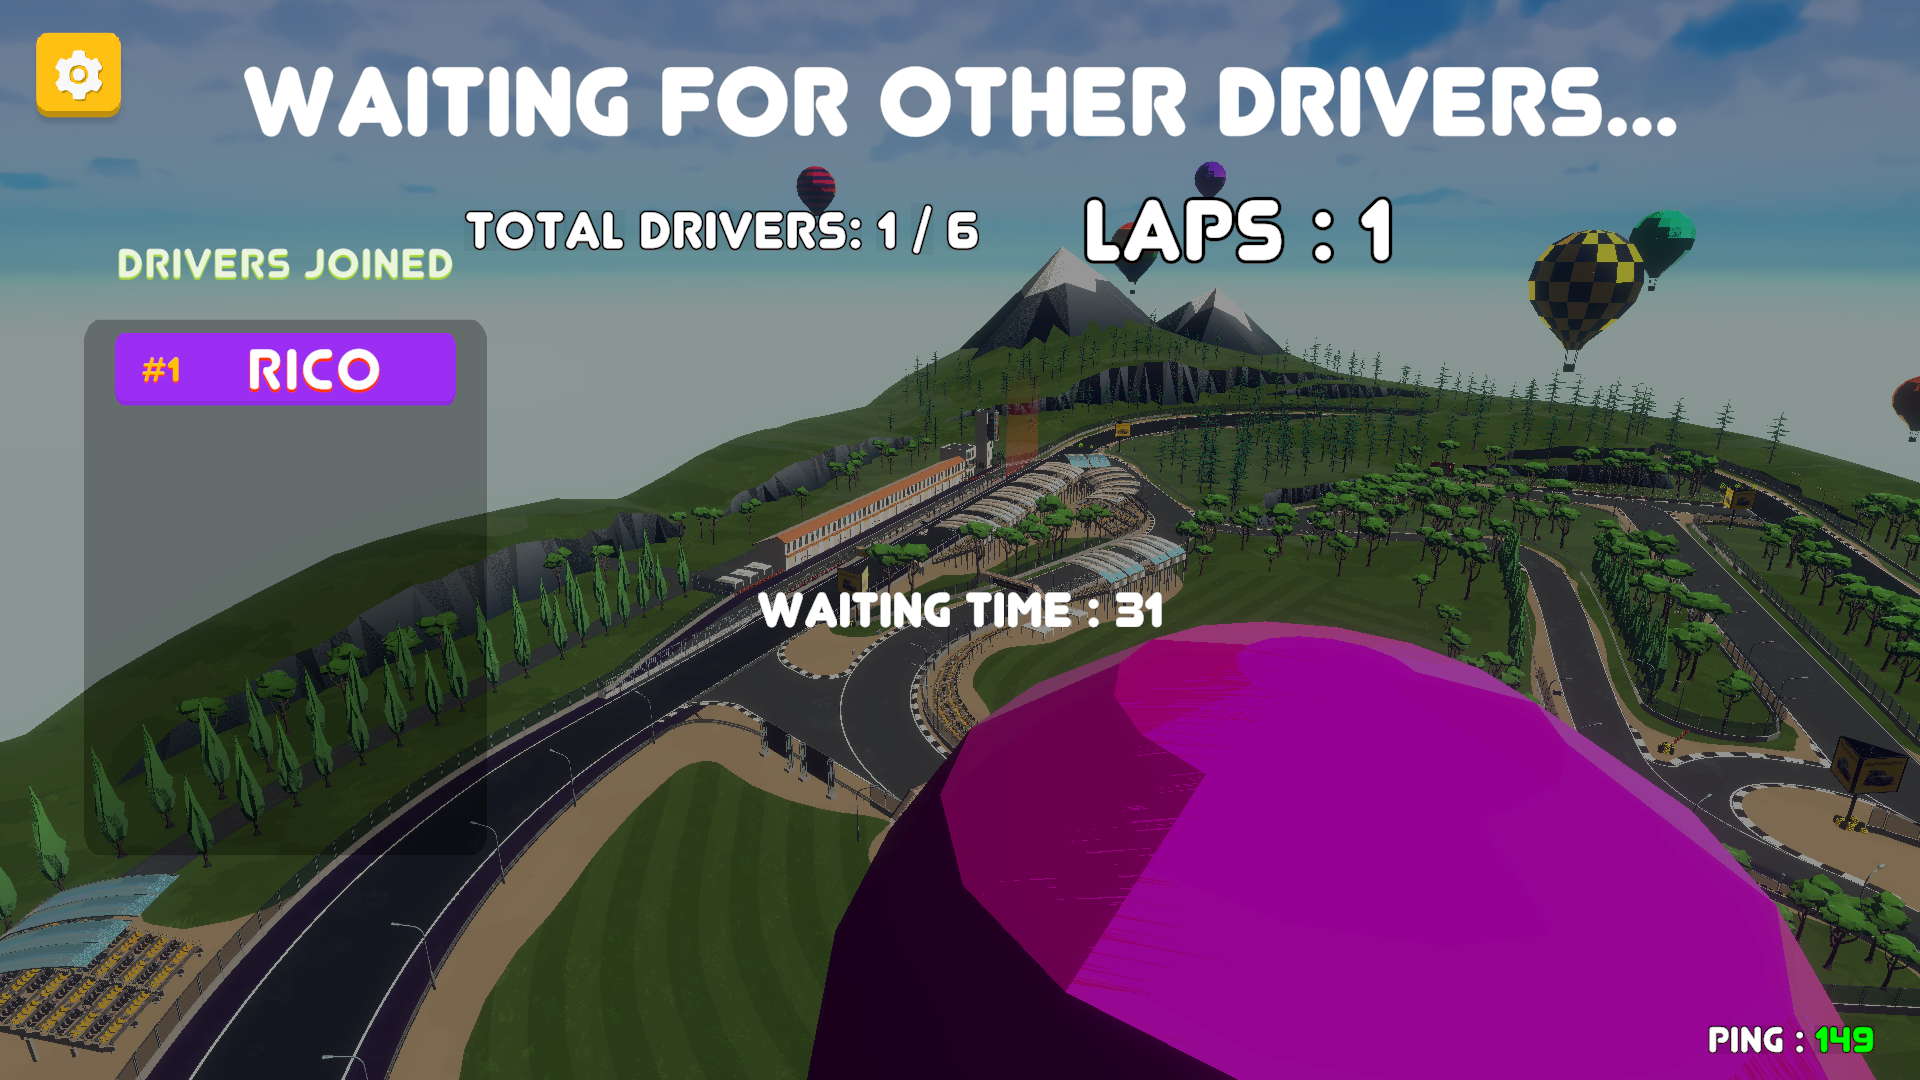 WAITING FOR OTHER DRIVERS...
TOTAL DRIVERS: 1 / 6
LAPS : 1
DRIVERS JOINED
#1 RICO
WAITING TIME : 31
PING : 149